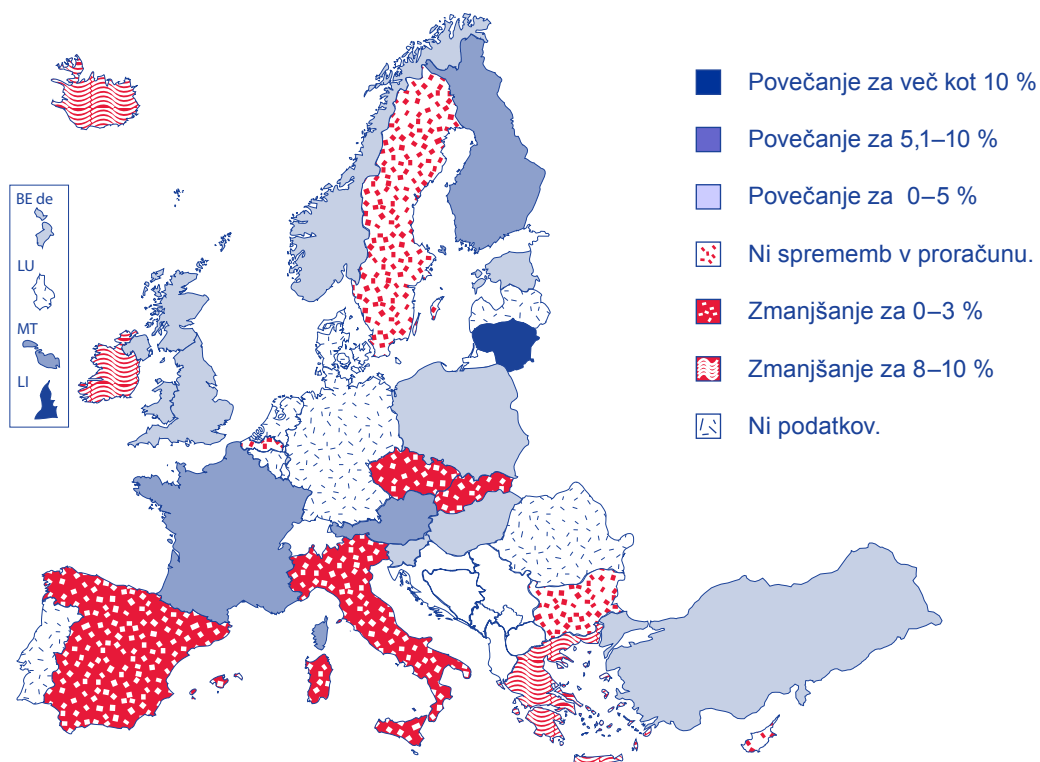 Povečanje za več kot 10 %
Povečanje za 5,1–10 %
Povečanje za 0–5 %
Ni sprememb v proračunu.
Zmanjšanje za 0–3 %
Zmanjšanje za 8–10 %
Ni podatkov.
BE de
LU
MT
LI